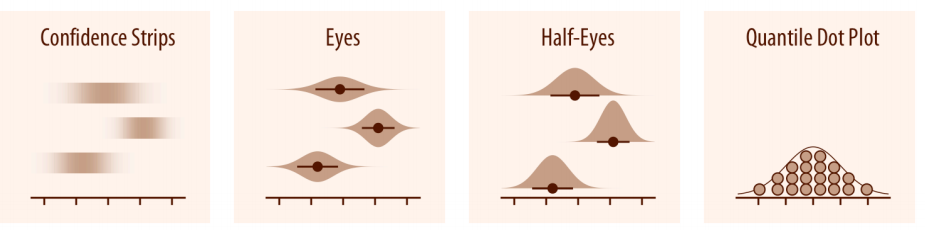 Confidence Strips
Eyes
Half-Eyes
Quantile Dot Plot